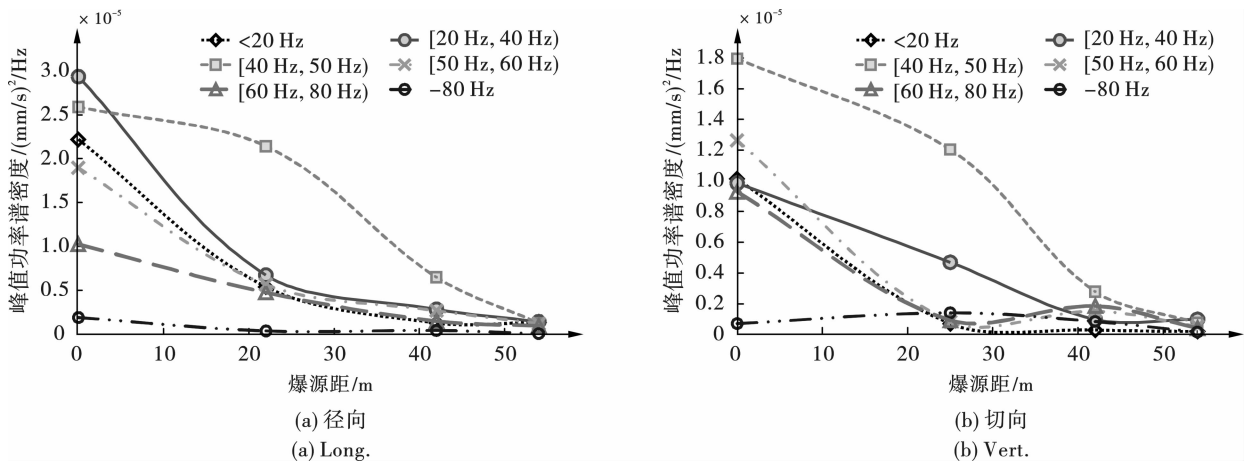 × 10⁻⁵
<20 Hz
[20 Hz, 40 Hz)
[40 Hz, 50 Hz)
[50 Hz, 60 Hz)
[60 Hz, 80 Hz)
−80 Hz
峰值功率谱密度/(mm/s)²/Hz
3.0
2.5
2.0
1.5
1.0
0.5
0
0 10 20 30 40 50
爆源距/m
(a) 径向
(a) Long.
× 10⁻⁵
<20 Hz
[20 Hz, 40 Hz)
[40 Hz, 50 Hz)
[50 Hz, 60 Hz)
[60 Hz, 80 Hz)
−80 Hz
峰值功率谱密度/(mm/s)²/Hz
1.8
1.6
1.4
1.2
1.0
0.8
0.6
0.4
0.2
0
0 10 20 30 40 50
爆源距/m
(b) 切向
(b) Vert.